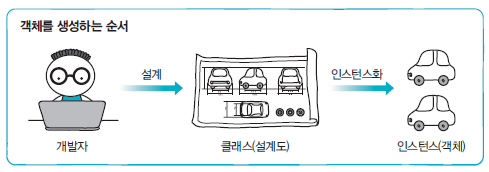 객체를 생성하는 순서
설계
인스턴스화
개발자
클래스(설계도)
인스턴스(객체)